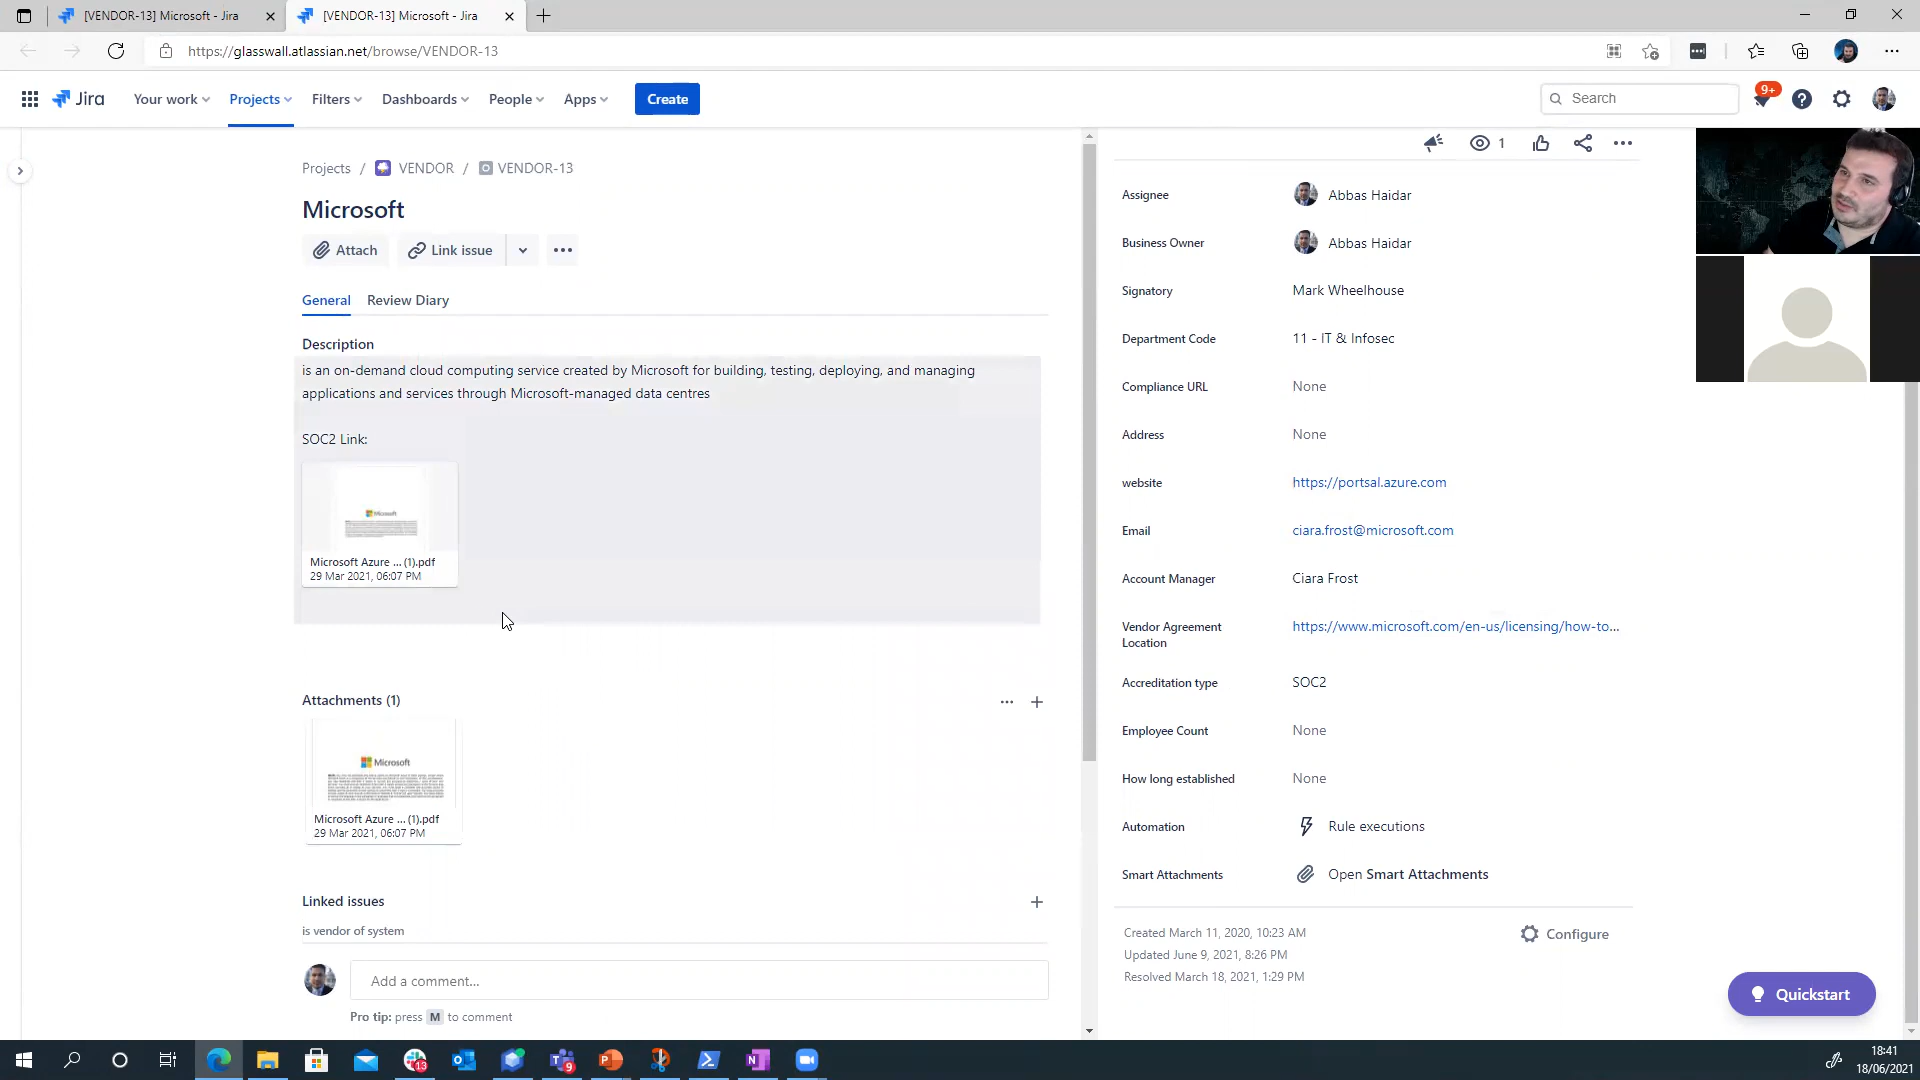 [VENDOR-13] Microsoft - Jira
[VENDOR-13] Microsoft - Jira
https://glasswall.atlassian.net/browse/VENDOR-13
Jira
Your work
Projects
Filters
Dashboards
People
Apps
Create
Search
9+
Projects / VENDOR / VENDOR-13
Microsoft
Attach
Link issue
General
Review Diary
Description
is an on-demand cloud computing service created by Microsoft for building, testing, deploying, and managing
applications and services through Microsoft-managed data centres
SOC2 Link:
Microsoft
Microsoft Azure ... (1).pdf
29 Mar 2021, 06:07 PM
Attachments (1)
Microsoft
Microsoft Azure ... (1).pdf
29 Mar 2021, 06:07 PM
Linked issues
is vendor of system
Add a comment...
Pro tip: press M to comment
1
Assignee
Abbas Haidar
Business Owner
Abbas Haidar
Signatory
Mark Wheelhouse
Department Code
11 - IT & Infosec
Compliance URL
None
Address
None
website
https://portsal.azure.com
Email
ciara.frost@microsoft.com
Account Manager
Ciara Frost
Vendor Agreement
Location
https://www.microsoft.com/en-us/licensing/how-to...
Accreditation type
SOC2
Employee Count
None
How long established
None
Automation
Rule executions
Smart Attachments
Open Smart Attachments
Created March 11, 2020, 10:23 AM
Updated June 9, 2021, 8:26 PM
Resolved March 18, 2021, 1:29 PM
Configure
Quickstart
13
9
18:41
18/06/2021